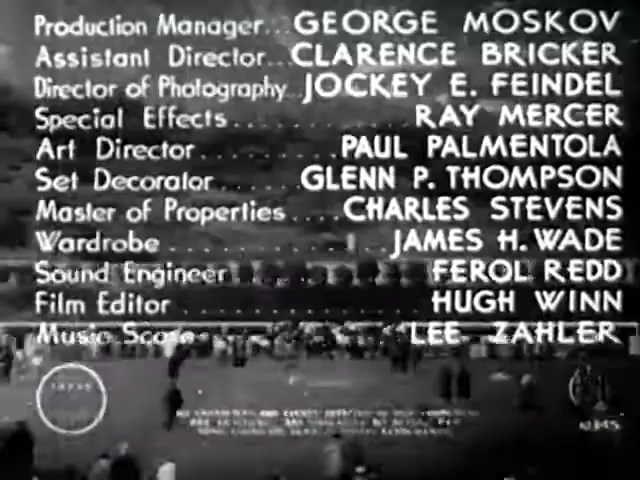 Production Manager...GEORGE MOSKOV
Assistant Director...CLARENCE BRICKER
Director of Photography..JOCKEY E. FEINDEL
Special Effects..........RAY MERCER
Art Director..........PAUL PALMENTOLA
Set Decorator......GLENN P. THOMPSON
Master of Properties....CHARLES STEVENS
Wardrobe..............JAMES H. WADE
Sound Engineer..............FEROL REDD
Film Editor................HUGH WINN
Music Score..............LEE ZAHLER